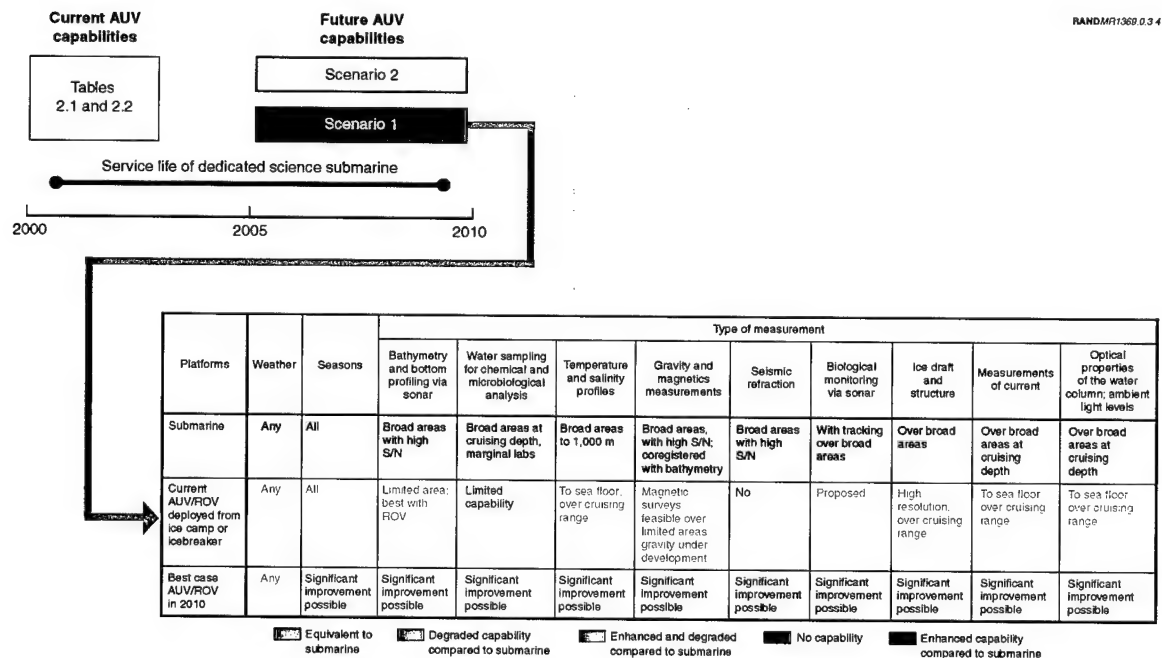 Current AUV
capabilities
Future AUV
capabilities
RANDMR1369.0.3.4
Tables
2.1 and 2.2
Scenario 2
Scenario 1
Service life of dedicated science submarine
2000
2005
2010
Type of measurement
Platforms
Weather
Seasons
Bathymetry
and bottom
profiling via
sonar
Water sampling
for chemical and
microbiological
analysis
Temperature
and salinity
profiles
Gravity and
magnetics
measurements
Seismic
refraction
Biological
monitoring
via sonar
Ice draft
and
structure
Measurements
of current
Optical
properties
of the water
column; ambient
light levels
Submarine
Any
All
Broad areas
with high
S/N
Broad areas at
cruising depth,
marginal labs
Broad areas
to 1,000 m
Broad areas,
with high S/N;
coregistered
with bathymetry
Broad areas
with high
S/N
With tracking
over broad
areas
Over broad
areas
Over broad
areas at
cruising
depth
Over broad
areas at
cruising
depth
Current
AUV/ROV
deployed from
ice camp or
icebreaker
Any
All
Limited area;
best with
ROV
Limited
capability
To sea floor,
over cruising
range
Magnetic
surveys
feasible over
limited areas
gravity under
development
No
Proposed
High
resolution,
over cruising
range
To sea floor
over cruising
range
To sea floor
over cruising
range
Best case
AUV/ROV
in 2010
Any
Significant
improvement
possible
Significant
improvement
possible
Significant
improvement
possible
Significant
improvement
possible
Significant
improvement
possible
Significant
improvement
possible
Significant
improvement
possible
Significant
improvement
possible
Significant
improvement
possible
Significant
improvement
possible
Equivalent to
submarine
Degraded capability
compared to submarine
Enhanced and degraded
compared to submarine
No capability
Enhanced capability
compared to submarine